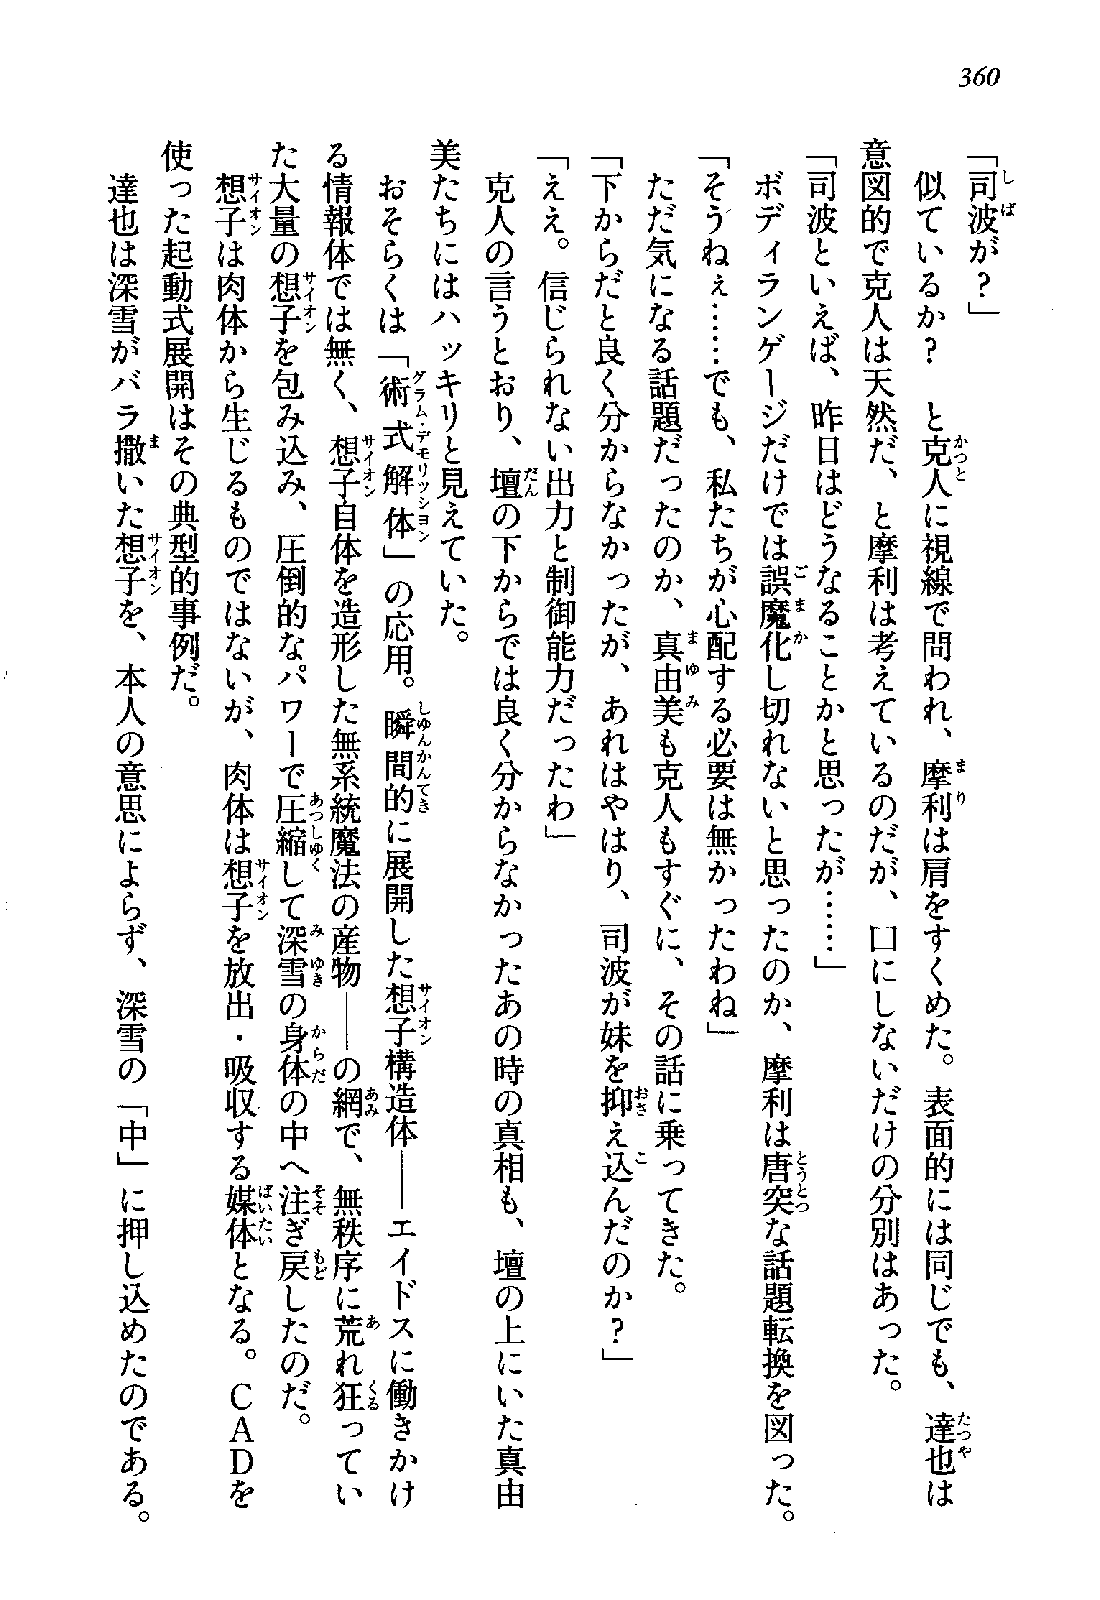 360
「司波が？」
似ているか？　と克人に視線で問われ、摩利は肩をすくめた。表面的には同じでも、達也は
意図的で克人は天然だ、と摩利は考えているのだが、口にしないだけの分別はあった。
「司波といえば、昨日はどうなることかと思ったが……」
ボディランゲージだけでは誤魔化し切れないと思ったのか、摩利は唐突な話題転換を図った。
「そうねぇ……でも、私たちが心配する必要は無かったわね」
ただ気になる話題だったのか、真由美も克人もすぐに、その話に乗ってきた。
「下からだと良く分からなかったが、あれはやはり、司波が妹を抑え込んだのか？」
「ええ。信じられない出力と制御能力だったわ」
克人の言うとおり、壇の下からでは良く分からなかったあの時の真相も、壇の上にいた真由
美たちにはハッキリと見えていた。
おそらくは「術式解体」の応用。瞬間的に展開した想子構造体――エイドスに働きかけ
る情報体では無く、想子自体を造形した無系統魔法の産物――の網で、無秩序に荒れ狂ってい
た大量の想子を包み込み、圧倒的なパワーで圧縮して深雪の身体の中へ注ぎ戻したのだ。
想子は肉体から生じるものではないが、肉体は想子を放出・吸収する媒体となる。ＣＡＤを
使った起動式展開はその典型的事例だ。
達也は深雪がバラ撒いた想子を、本人の意思によらず、深雪の「中」に押し込めたのである。